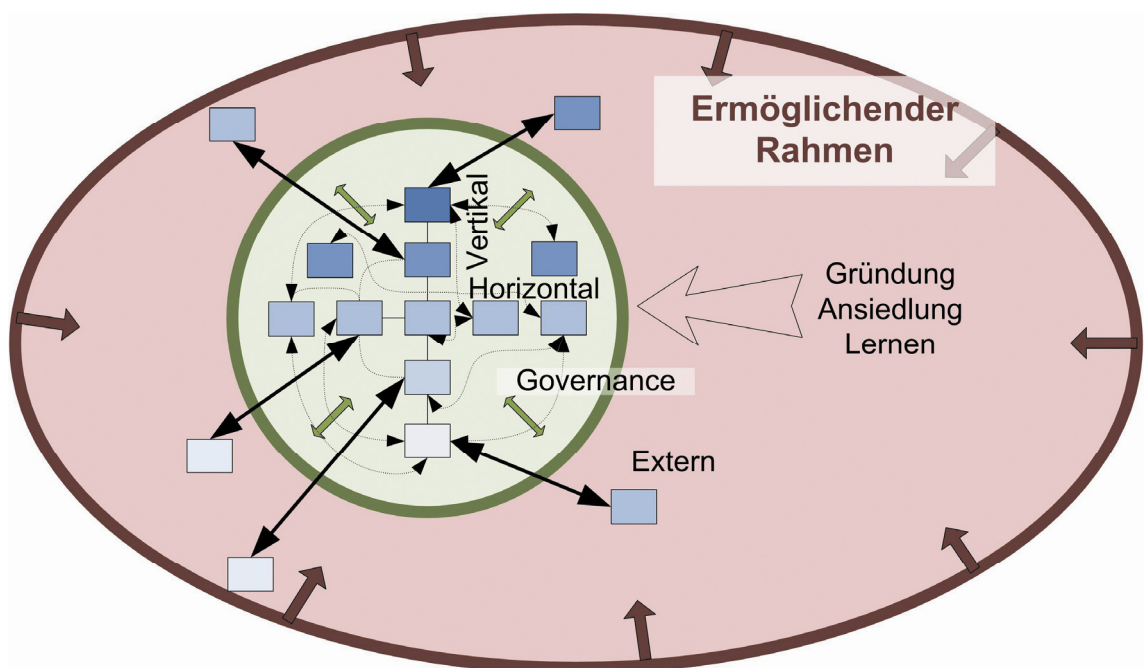 Ermöglichender
Rahmen
Vertikal
Horizontal
Gründung
Ansiedlung
Lernen
Governance
Extern